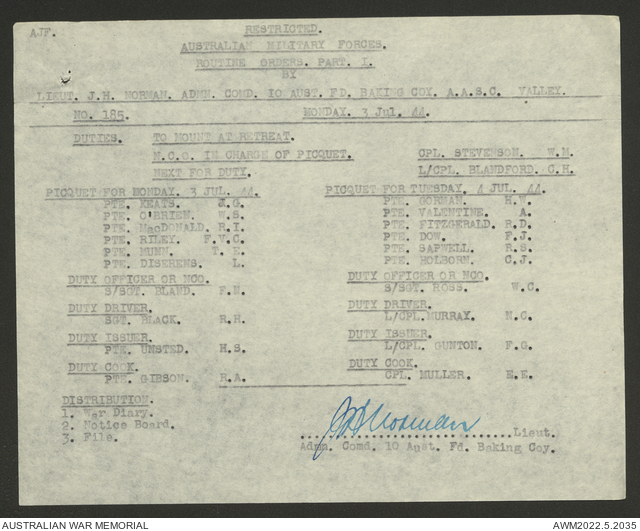 AJF. RESTRICTED.
AUSTRALIAN MILITARY FORCES.
ROUTINE ORDERS. PART. I.
BY
LIEUT. J.H. NORMAN, ADMN. COMD. 10 AUST. FD. BAKING COY. A.A.S.C. VALLEY.
NO. 185. MONDAY. 3 Jul. 44.
DUTIES. TO MOUNT AT RETREAT.
N.C.O. IN CHARGE OF PICQUET. CPL. STEVENSON. W.M.
NEXT FOR DUTY. L/CPL. BLANDFORD. C.H.
PICQUET FOR MONDAY. 3 JUL. 44. PICQUET FOR TUESDAY, 4 JUL. 44.
PTE. KEATS. J.G. PTE. GORMAN. H.W.
PTE. O'BRIEN. W.S. PTE. VALENTINE. A.
PTE. MacDONALD. R.I. PTE. FITZGERALD. R.D.
PTE. RILEY. F.V.C. PTE. DOW. F.J.
PTE. MUNN. PTE. SAPWELL. R.S.
PTE. DISERENS. L. PTE. HOLBORN. C.J.
DUTY OFFICER OR NCO. DUTY OFFICER OR NCO.
S/SGT. BLAND. F.N. S/SGT. ROSS. W.C.
DUTY DRIVER. DUTY DRIVER.
SGT. BLACK. R.H. L/CPL.MURRAY. N.C.
DUTY ISSUER. DUTY ISSUER.
PTE. UNSTED. H.S. L/CPL. GUNTON. F.G.
DUTY COOK. DUTY COOK.
PTE. GIBSON. R.A. CPL. MULLER. E.E.
DISTRIBUTION.
1. War Diary.
2. Notice Board.
3. File.
JHNorman
..............................Lieut.
Admn. Comd. 10 Aust. Fd. Baking Coy.
AUSTRALIAN WAR MEMORIAL AWM2022.5.2035